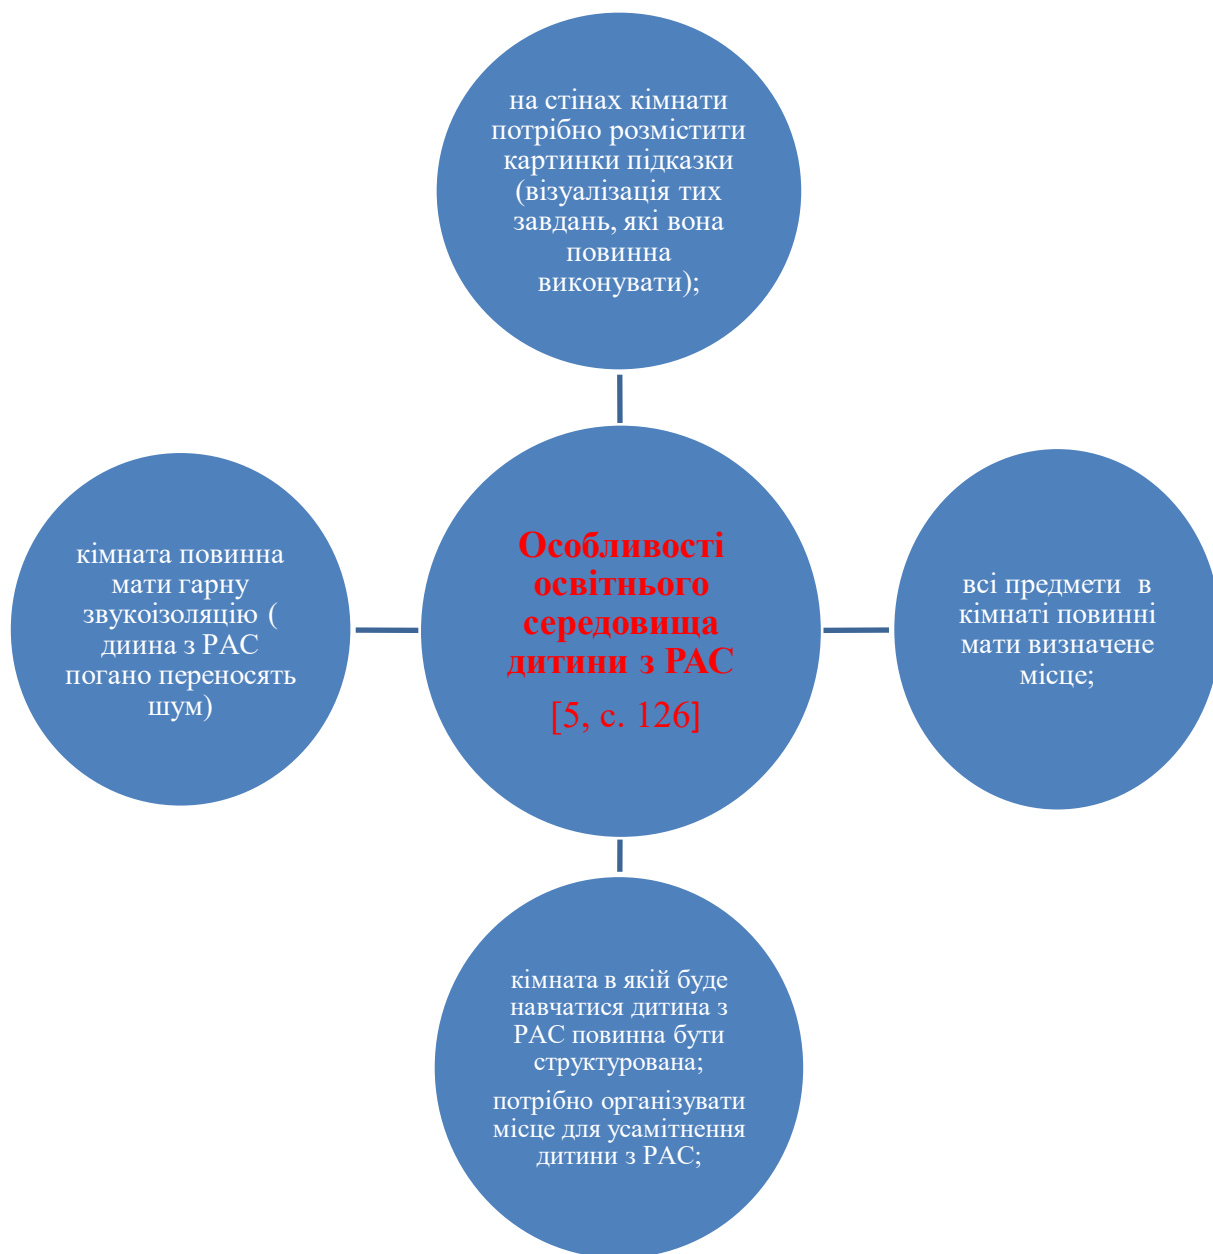 на стінах кімнати
потрібно розмістити
картинки підказки
(візуалізація тих
завдань, які вона
повинна
виконувати);
кімната повинна
мати гарну
звукоізоляцію (
диина з РАС
погано переносять
шум)
Особливості
освітнього
середовища
дитини з РАС
[5, с. 126]
всі предмети в
кімнаті повинні
мати визначене
місце;
кімната в якій буде
навчатися дитина з
РАС повинна бути
структурована;
потрібно організувати
місце для усамітнення
дитини з РАС;